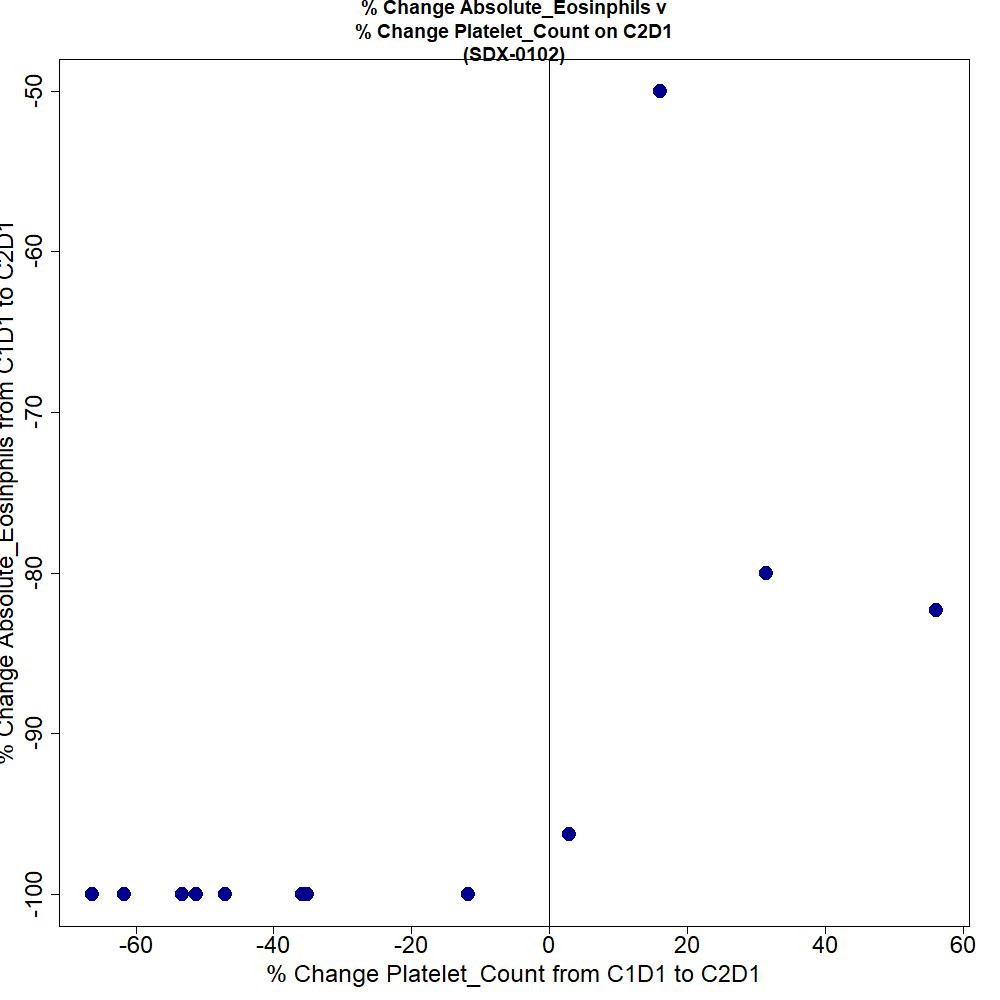 % Change Absolute_Eosinphils v
% Change Platelet_Count on C2D1
(SDX-0102)
% Change Absolute_Eosinphils from C1D1 to C2D1
-50
-60
-70
-80
-90
-100
-60
-40
-20
0
20
40
60
% Change Platelet_Count from C1D1 to C2D1